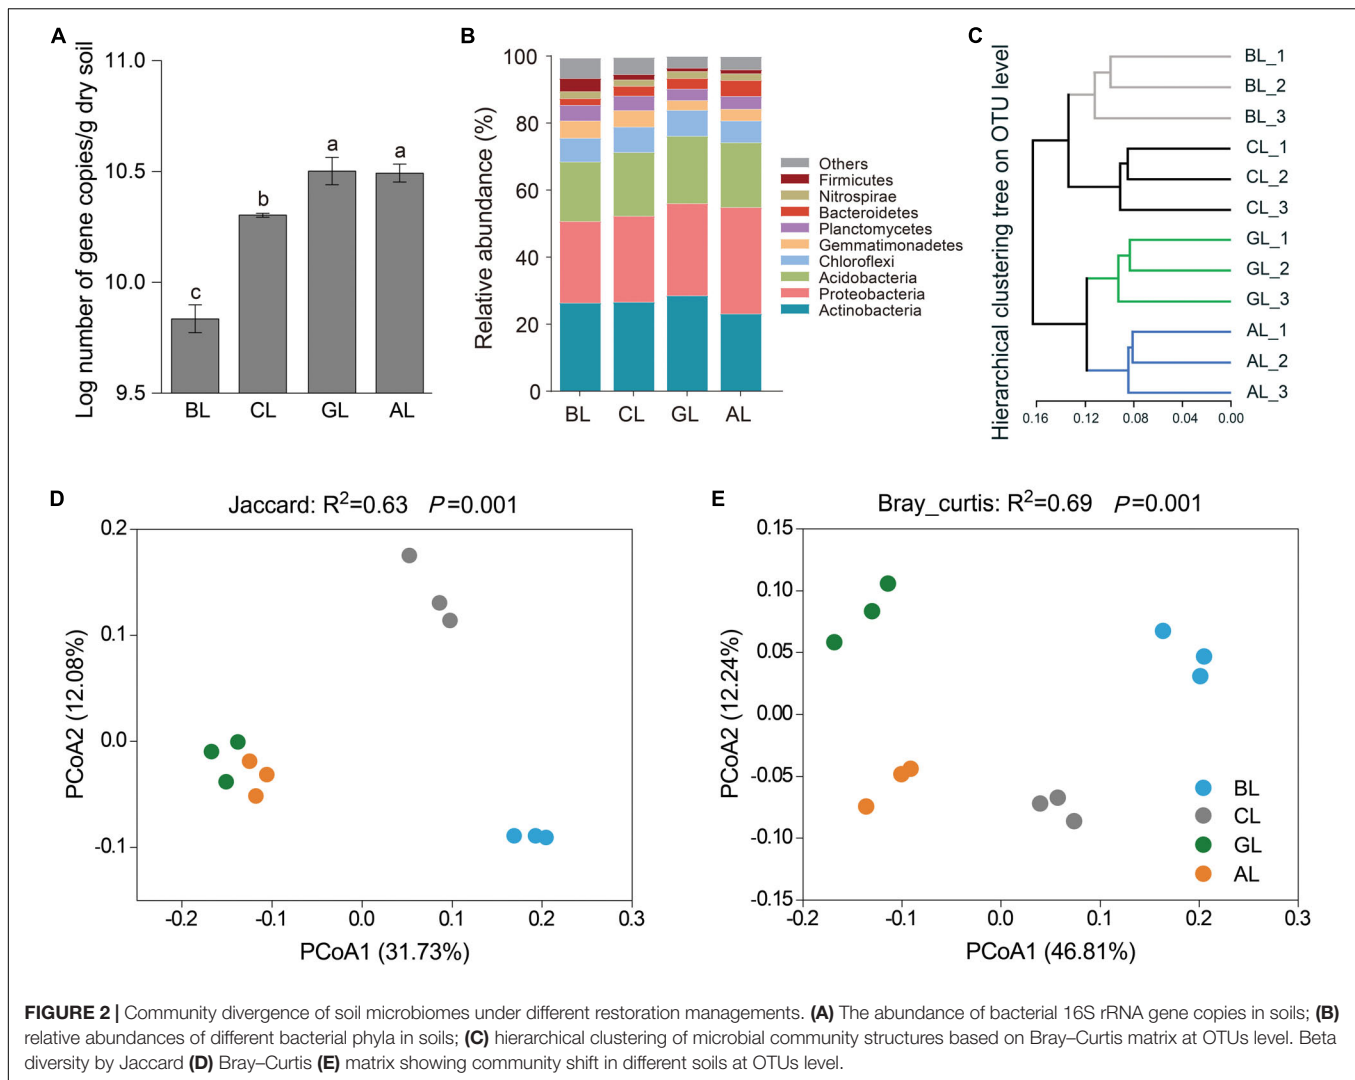 A
Log number of gene copies/g dry soil
11.0
10.5
10.0
9.5
c
b
a
a
BL
CL
GL
AL
B
Relative abundance (%)
100
80
60
40
20
0
BL
CL
GL
AL
Others
Firmicutes
Nitrospirae
Bacteroidetes
Planctomycetes
Gemmatimonadetes
Chloroflexi
Acidobacteria
Proteobacteria
Actinobacteria
C
Hierarchical clustering tree on OTU level
BL_1
BL_2
BL_3
CL_1
CL_2
CL_3
GL_1
GL_2
GL_3
AL_1
AL_2
AL_3
0.16 0.12 0.08 0.04 0.00
D
Jaccard: R²=0.63 P=0.001
PCoA2 (12.08%)
0.2
0.1
0.0
-0.1
-0.2 -0.1 0.0 0.1 0.2 0.3
PCoA1 (31.73%)
E
Bray_curtis: R²=0.69 P=0.001
PCoA2 (12.24%)
0.15
0.10
0.05
0.00
-0.05
-0.10
-0.15
-0.2 -0.1 0.0 0.1 0.2 0.3
PCoA1 (46.81%)
BL
CL
GL
AL
FIGURE 2 | Community divergence of soil microbiomes under different restoration managements. (A) The abundance of bacterial 16S rRNA gene copies in soils; (B)
relative abundances of different bacterial phyla in soils; (C) hierarchical clustering of microbial community structures based on Bray–Curtis matrix at OTUs level. Beta
diversity by Jaccard (D) Bray–Curtis (E) matrix showing community shift in different soils at OTUs level.